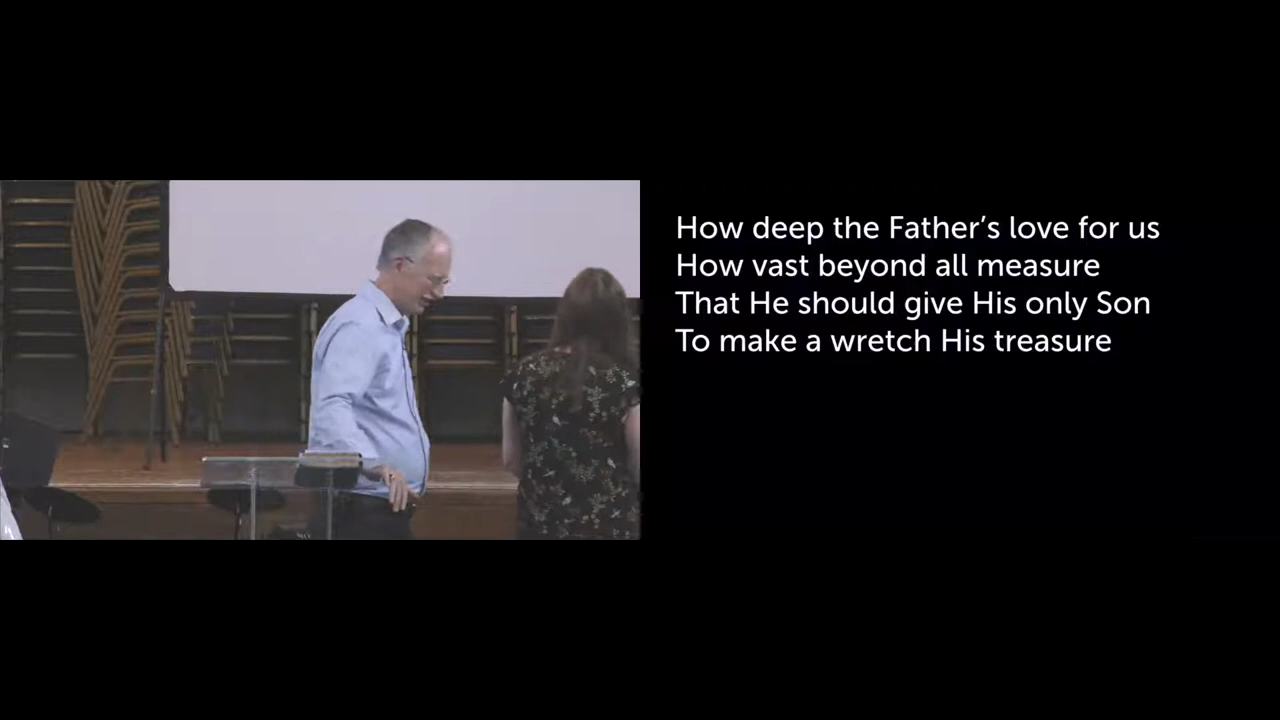 How deep the Father’s love for us
How vast beyond all measure
That He should give His only Son
To make a wretch His treasure